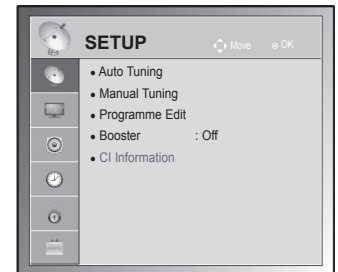 SETUP
Move
OK
• Auto Tuning
• Manual Tuning
• Programme Edit
• Booster : Off
• CI Information